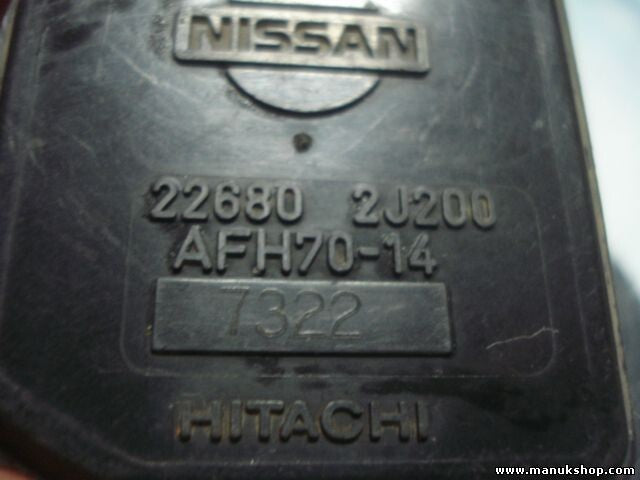 NISSAN
22680 2J200
AFH70-14
7322
HITACHI
www.manukshop.com